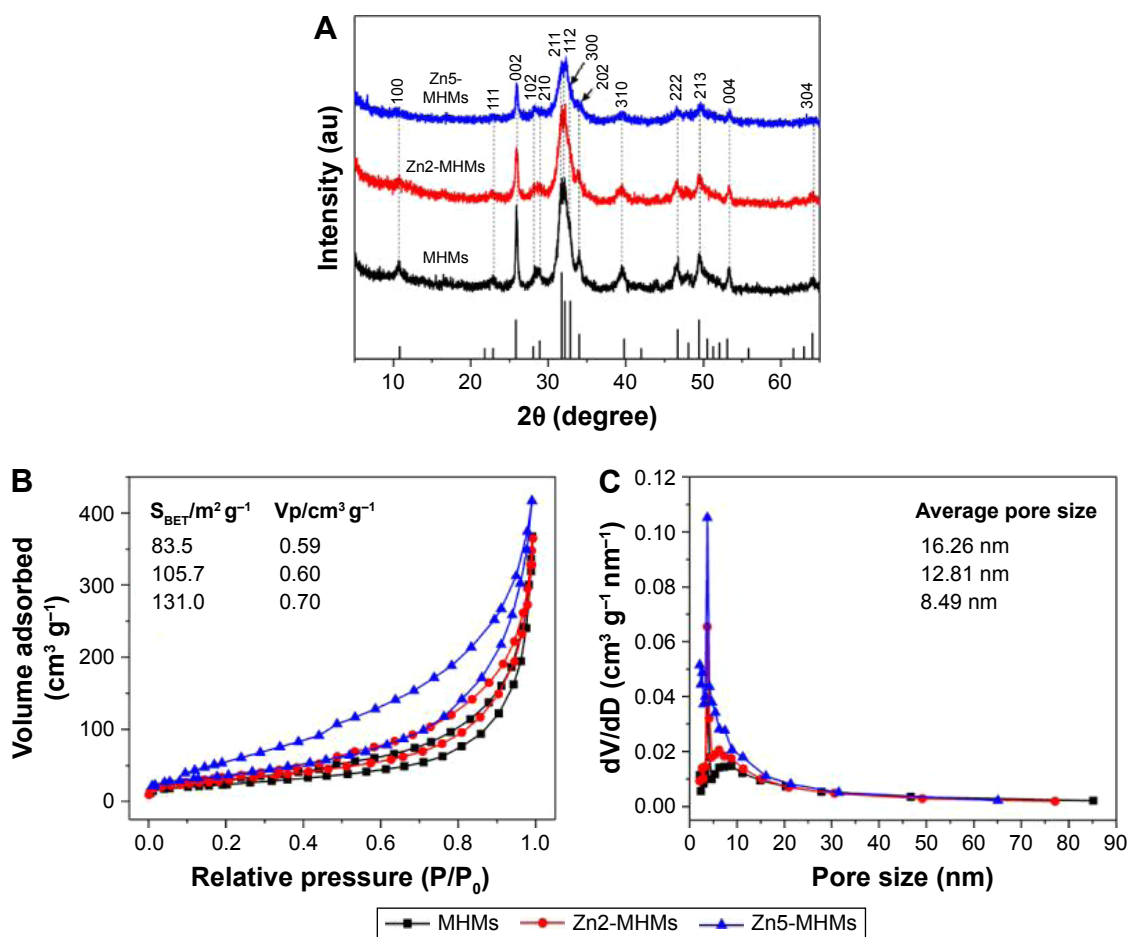 A
Intensity (au)
Zn5-
MHMs
Zn2-MHMs
MHMs
100
111
002
102
210
211
112
300
202
310
222
213
004
304
10 20 30 40 50 60
2θ (degree)
B
Volume adsorbed
(cm³ g⁻¹)
400
300
200
100
0
S_BET/m² g⁻¹ Vp/cm³ g⁻¹
83.5 0.59
105.7 0.60
131.0 0.70
0.0 0.2 0.4 0.6 0.8 1.0
Relative pressure (P/P₀)
C
dV/dD (cm³ g⁻¹ nm⁻¹)
0.12
0.10
0.08
0.06
0.04
0.02
0.00
Average pore size
16.26 nm
12.81 nm
8.49 nm
0 10 20 30 40 50 60 70 80 90
Pore size (nm)
MHMs Zn2-MHMs Zn5-MHMs